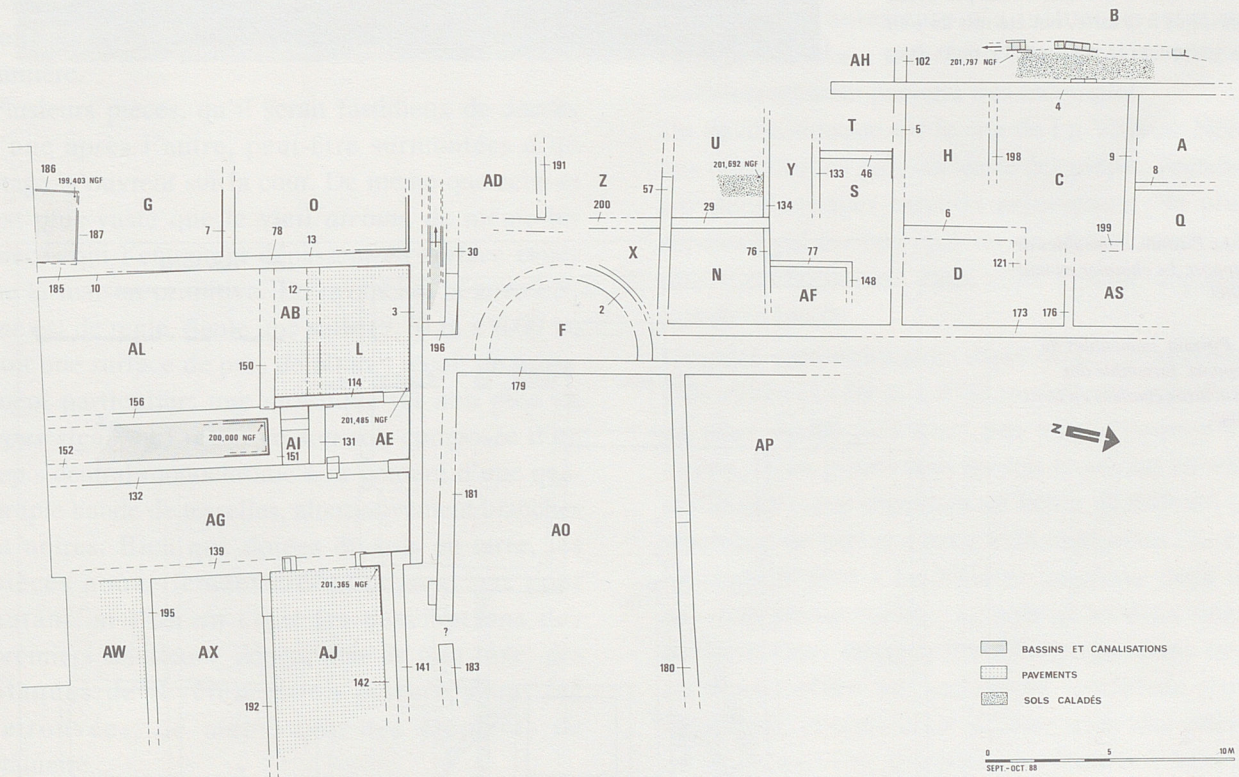 B
AH
102
201,797 NGF
4
T
5
U
191
AD
Z
Y
H
198
9
A
186
199,403 NGF
201,692 NGF
133
46
8
G
O
57
S
C
200
29
134
6
199
Q
187
7
78
13
30
X
76
77
121
D
185
10
12
N
AF
148
AS
AB
3
2
F
173
176
AL
L
196
150
179
114
156
201,485 NGF
200,000 NGF
AI
131
AE
N
152
151
AP
132
181
AG
AO
139
201,365 NGF
195
?
AW
AX
AJ
141
183
180
142
192
BASSINS ET CANALISATIONS
PAVEMENTS
SOLS CALADÉS
0 5 10 M
SEPT.-OCT. 88